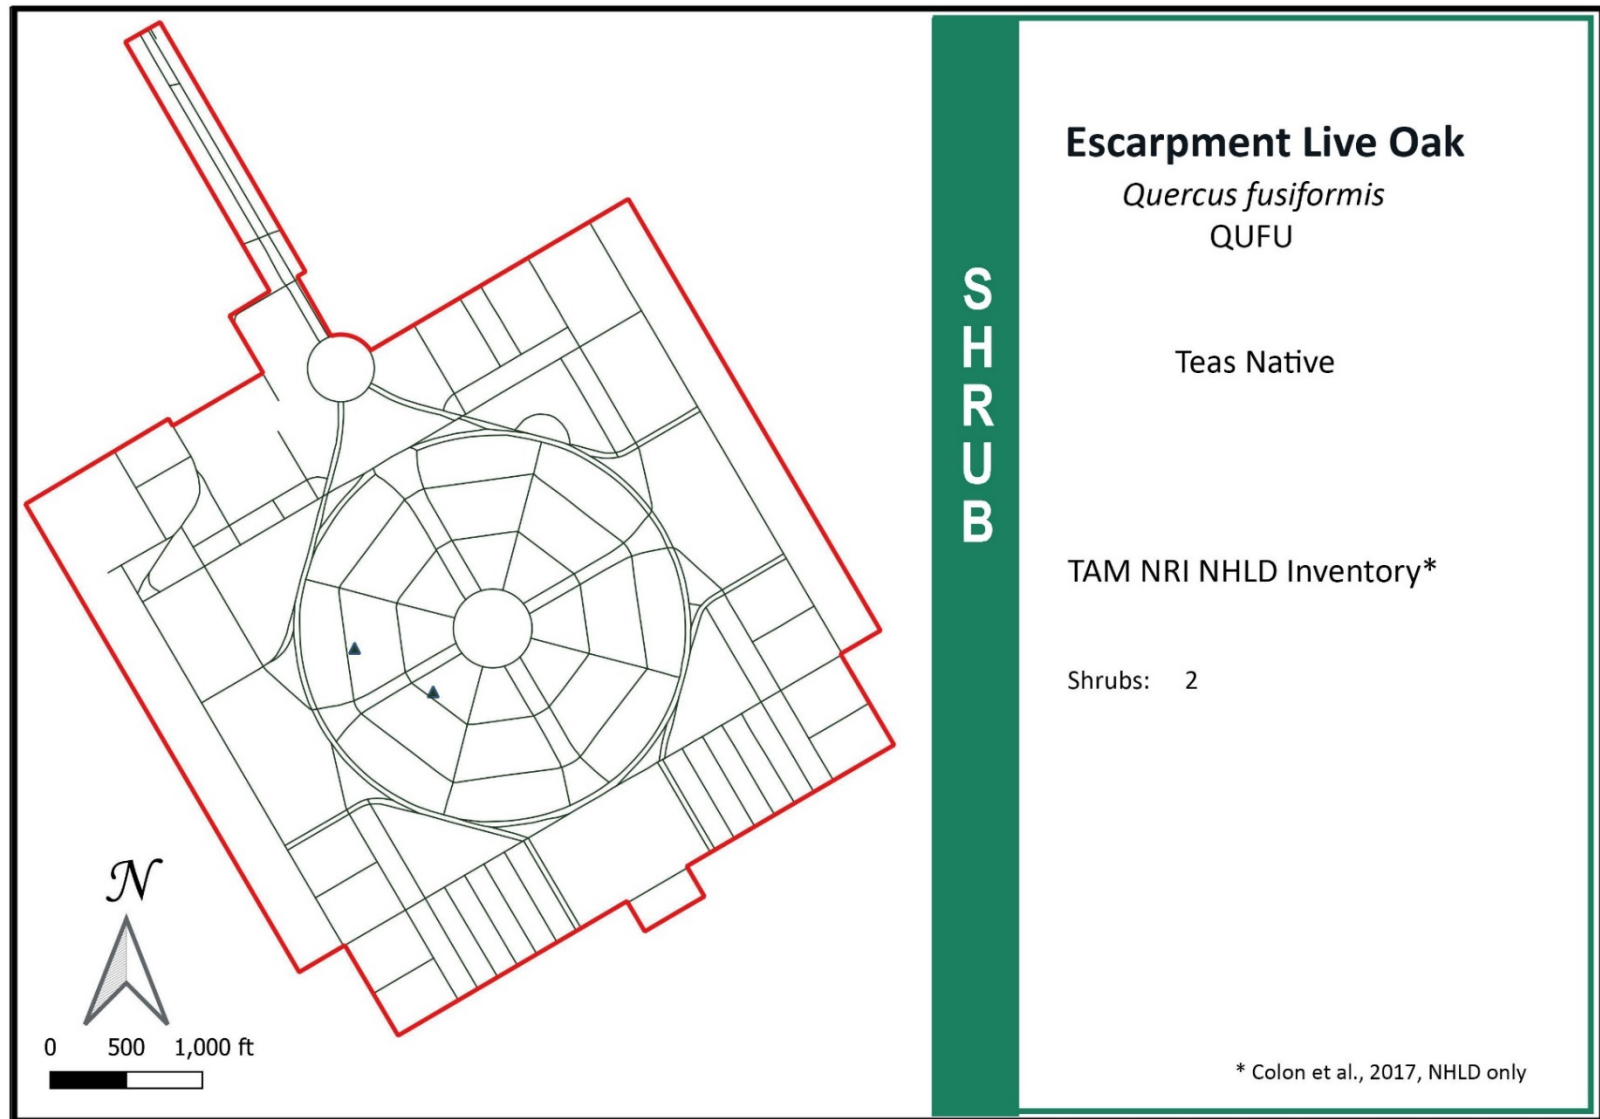 Escarpment Live Oak
Quercus fusiformis
QUFU
Teas Native
TAM NRI NHLD Inventory*
Shrubs: 2
* Colon et al., 2017, NHLD only
SHRUB
N
0 500 1,000 ft